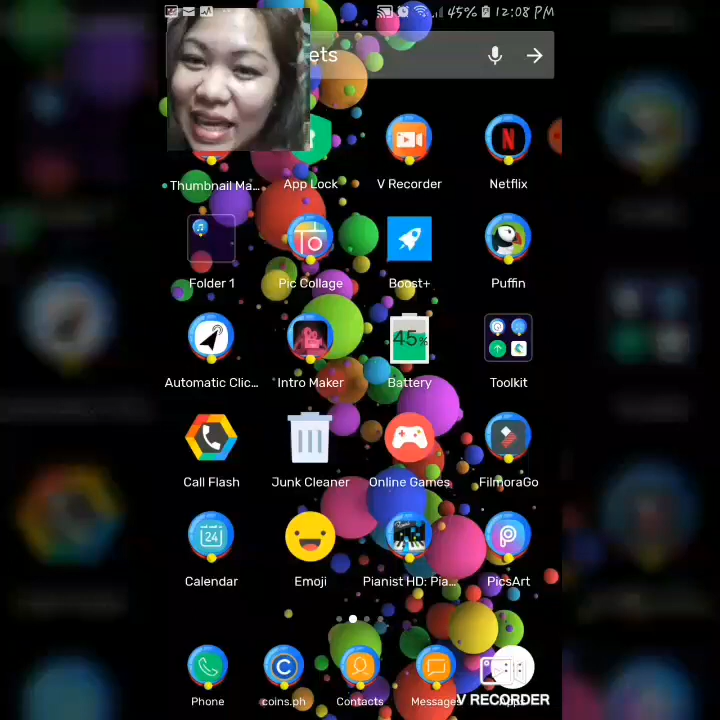 45% 12:08 PM
ets
Thumbnail Ma... App Lock V Recorder Netflix
Folder 1 Pic Collage Boost+ Puffin
45%
Automatic Clic... Intro Maker Battery Toolkit
Call Flash Junk Cleaner Online Games FilmoraGo
24
Calendar Emoji Pianist HD: Pia... PicsArt
Phone coins.ph Contacts Messages
V RECORDER